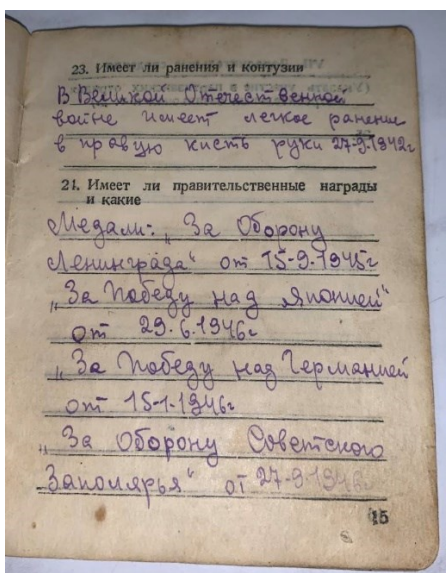 23. Имеет ли ранения и контузии
В Великой Отечественной
войне имеет легкое ранение
в правую кисть руки 27-9-1942г
24. Имеет ли правительственные награды
и какие
Медали: „За Оборону
Ленинграда" от 15-9-1945г
„За Победу над Японией"
от 29.6.1946г
„За Победу над Германией
от 15-1-1946г
„За Оборону Советского
Заполярья" от 27-9-194
15